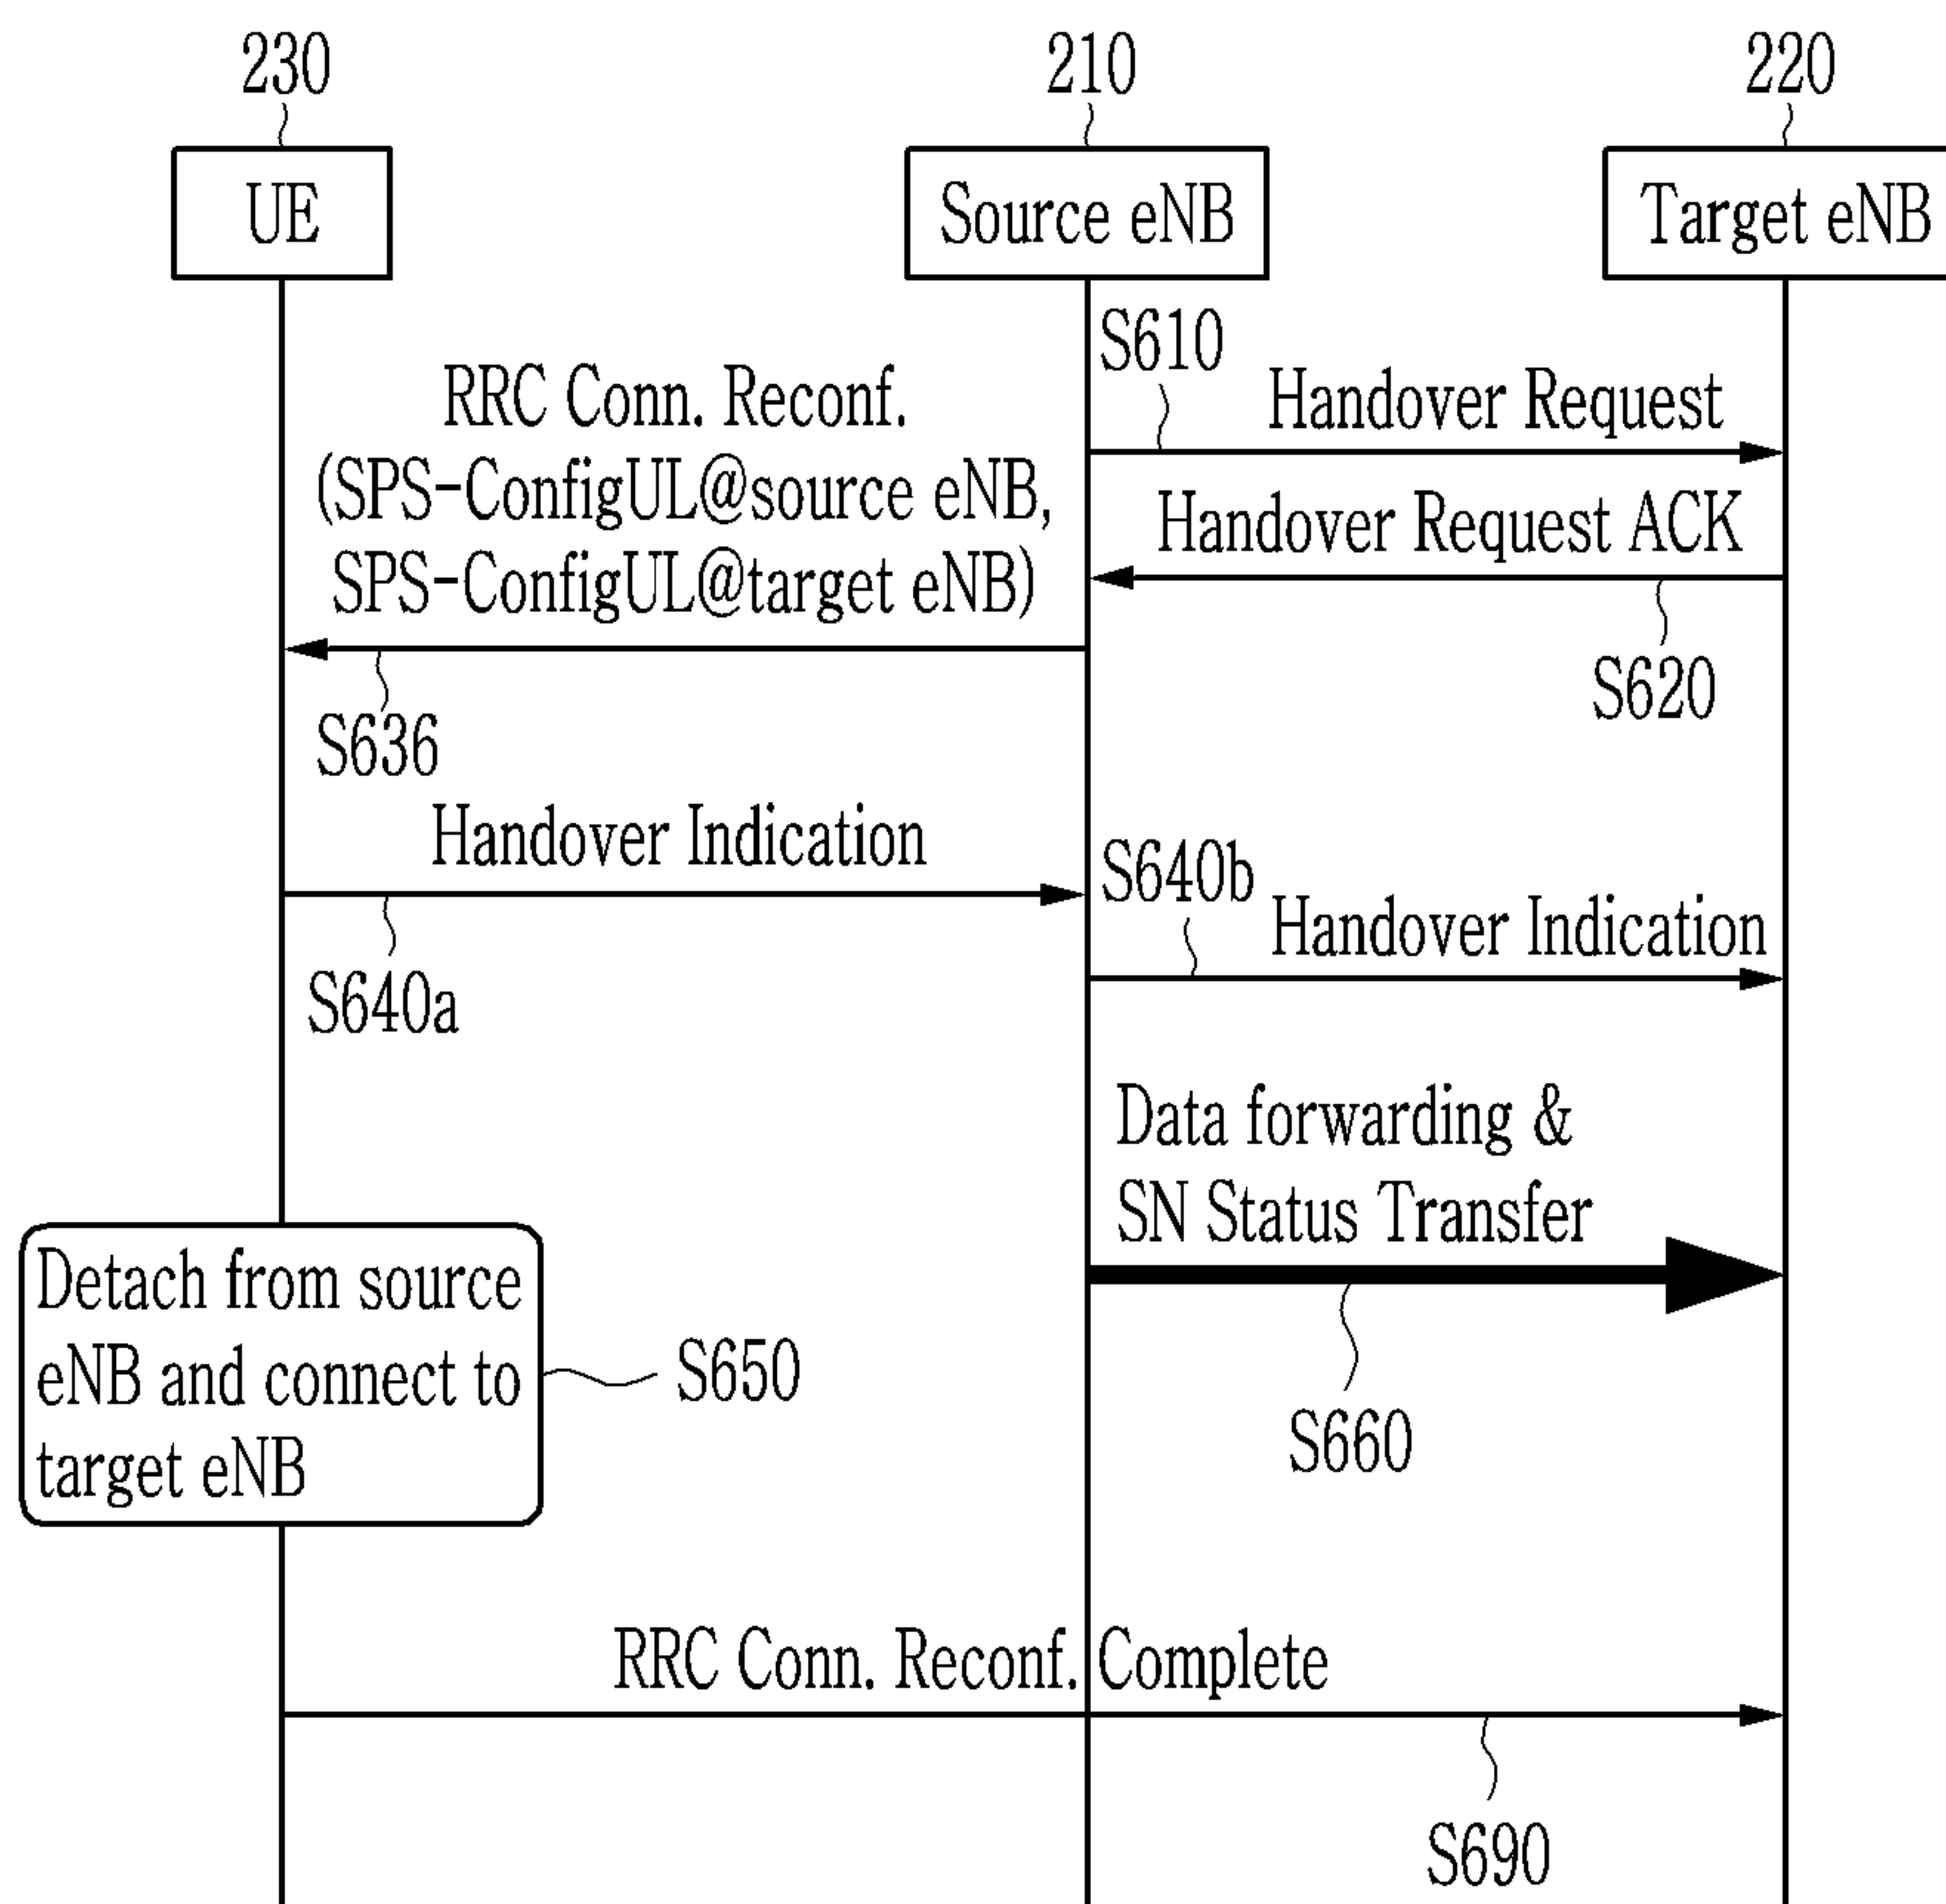 230
210
220
UE
Source eNB
Target eNB
S610
RRC Conn. Reconf.
(SPS-ConfigUL@source eNB,
SPS-ConfigUL@target eNB)
Handover Request
Handover Request ACK
S620
S636
Handover Indication
S640a
S640b
Handover Indication
Data forwarding &
SN Status Transfer
S660
Detach from source
eNB and connect to
target eNB
S650
RRC Conn. Reconf. Complete
S690